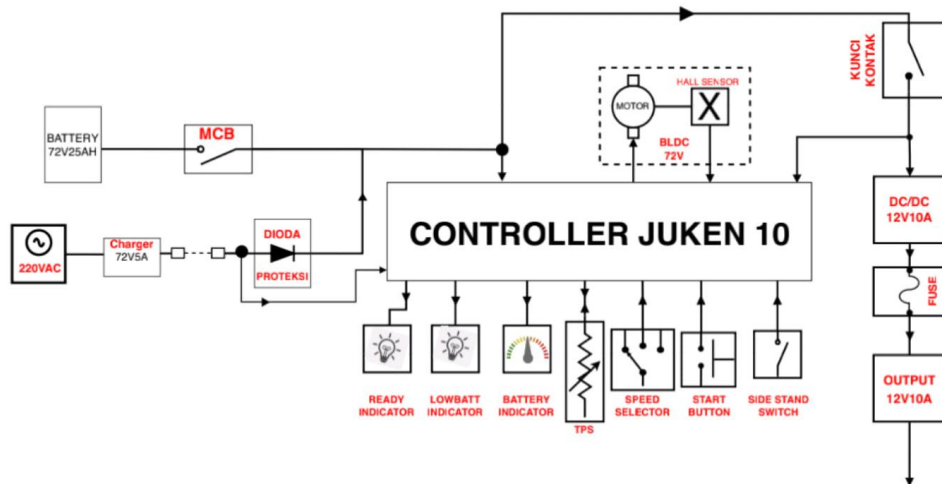 KUNCI
KONTAK
HALL SENSOR
MOTOR
X
BLDC
72V
BATTERY
72V25AH
MCB
DC/DC
12V10A
CONTROLLER JUKEN 10
DIODA
PROTEKSI
Charger
72V5A
220VAC
FUSE
OUTPUT
12V10A
READY
INDICATOR
LOWBATT
INDICATOR
BATTERY
INDICATOR
TPS
SPEED
SELECTOR
START
BUTTON
SIDE STAND
SWITCH